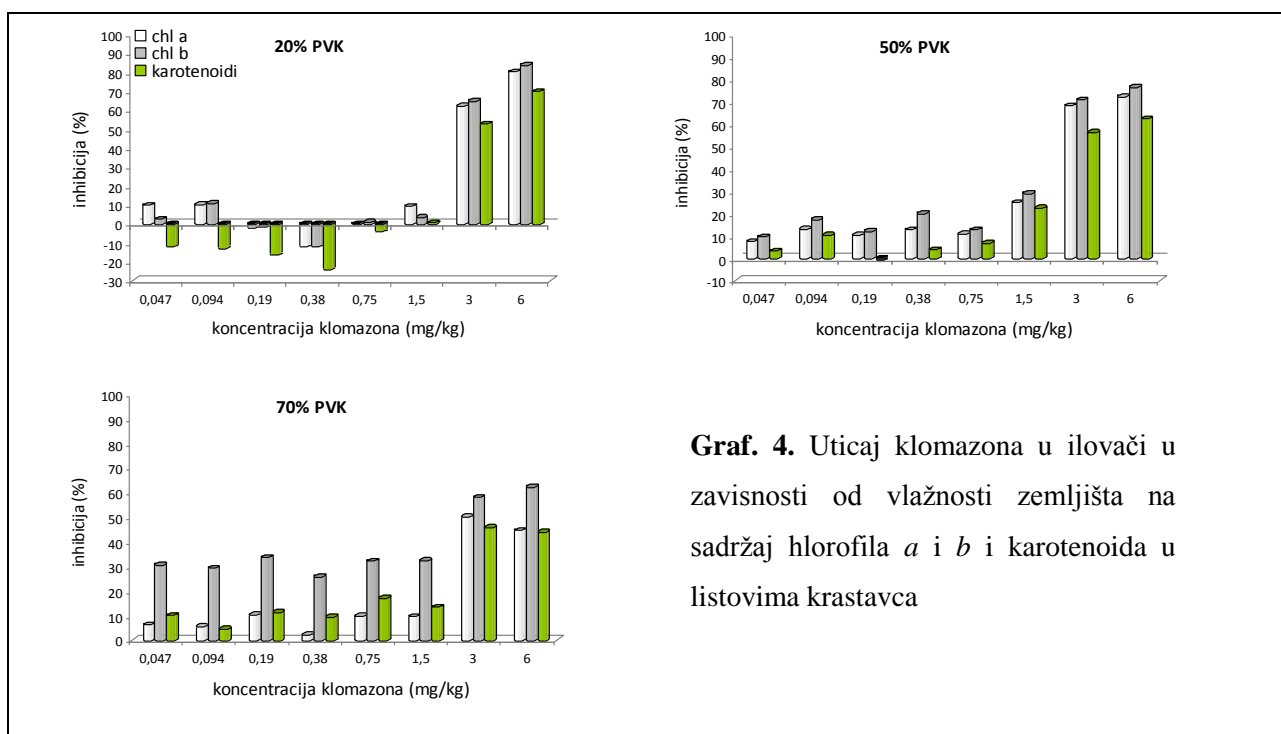 20% PVK
chl a
chl b
karotenoidi
100
90
80
70
60
50
40
30
20
10
0
-10
-20
-30
inhibicija (%)
0,047 0,094 0,19 0,38 0,75 1,5 3 6
koncentracija klomazona (mg/kg)
50% PVK
100
90
80
70
60
50
40
30
20
10
0
-10
inhibicija (%)
0,047 0,094 0,19 0,38 0,75 1,5 3 6
koncentracija klomazona (mg/kg)
70% PVK
100
90
80
70
60
50
40
30
20
10
0
inhibicija (%)
0,047 0,094 0,19 0,38 0,75 1,5 3 6
koncentracija klomazona (mg/kg)
Graf. 4. Uticaj klomazona u ilovači u
zavisnosti od vlažnosti zemljišta na
sadržaj hlorofila a i b i karotenoida u
listovima krastavca